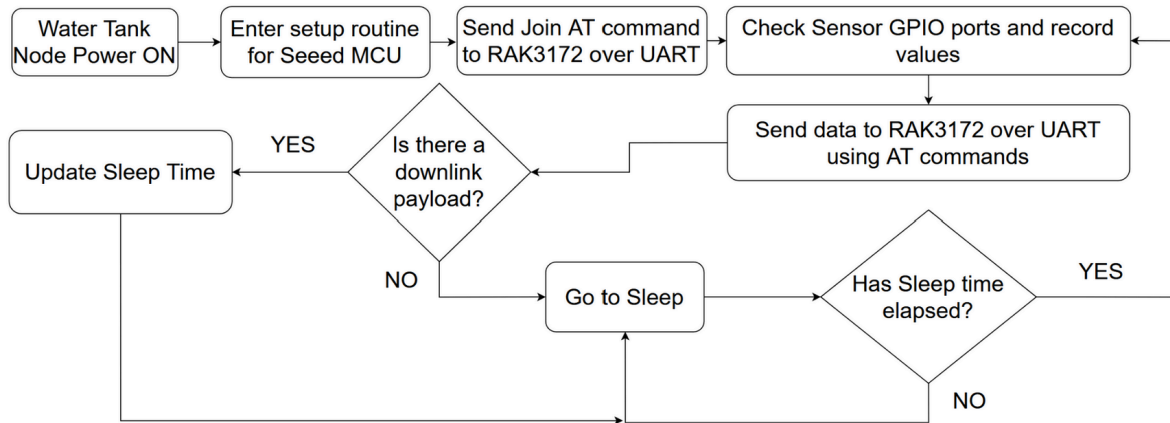 Water Tank
Node Power ON
Enter setup routine
for Seeed MCU
Send Join AT command
to RAK3172 over UART
Check Sensor GPIO ports and record
values
Send data to RAK3172 over UART
using AT commands
Is there a
downlink
payload?
YES
Update Sleep Time
NO
Go to Sleep
Has Sleep time
elapsed?
YES
NO